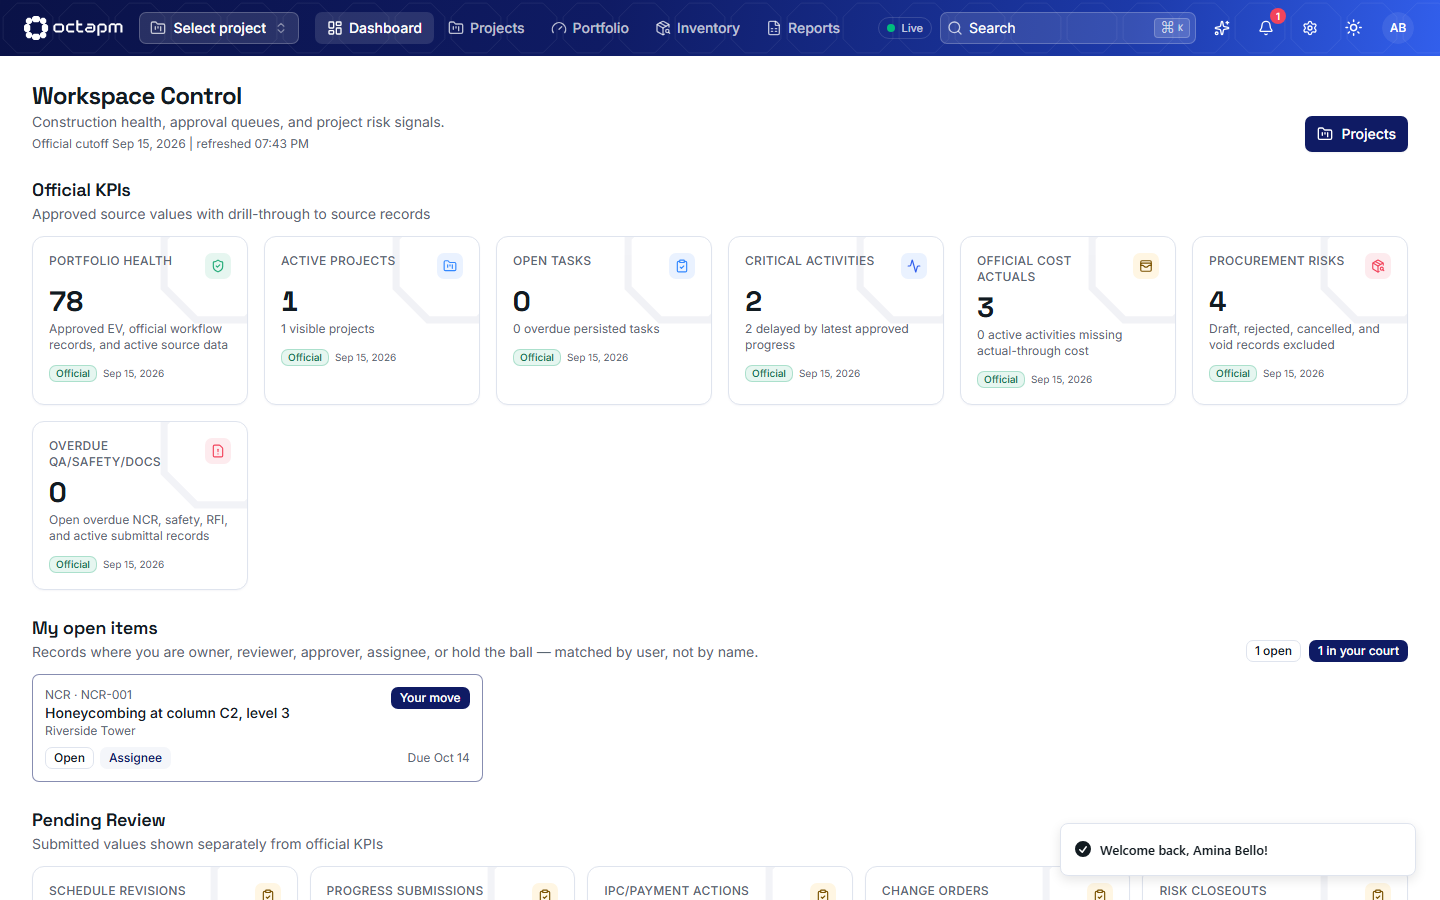 octapm
Select project
Dashboard
Projects
Portfolio
Inventory
Reports
Live
Search
⌘ K
1
AB
Workspace Control
Construction health, approval queues, and project risk signals.
Official cutoff Sep 15, 2026 | refreshed 07:43 PM
Projects
Official KPIs
Approved source values with drill-through to source records
PORTFOLIO HEALTH
78
Approved EV, official workflow
records, and active source data
Official Sep 15, 2026
ACTIVE PROJECTS
1
1 visible projects
Official Sep 15, 2026
OPEN TASKS
0
0 overdue persisted tasks
Official Sep 15, 2026
CRITICAL ACTIVITIES
2
2 delayed by latest approved
progress
Official Sep 15, 2026
OFFICIAL COST
ACTUALS
3
0 active activities missing
actual-through cost
Official Sep 15, 2026
PROCUREMENT RISKS
4
Draft, rejected, cancelled, and
void records excluded
Official Sep 15, 2026
OVERDUE
QA/SAFETY/DOCS
0
Open overdue NCR, safety, RFI,
and active submittal records
Official Sep 15, 2026
My open items
Records where you are owner, reviewer, approver, assignee, or hold the ball — matched by user, not by name.
1 open
1 in your court
NCR · NCR-001
Your move
Honeycombing at column C2, level 3
Riverside Tower
Open
Assignee
Due Oct 14
Pending Review
Submitted values shown separately from official KPIs
Welcome back, Amina Bello!
SCHEDULE REVISIONS
PROGRESS SUBMISSIONS
IPC/PAYMENT ACTIONS
CHANGE ORDERS
RISK CLOSEOUTS